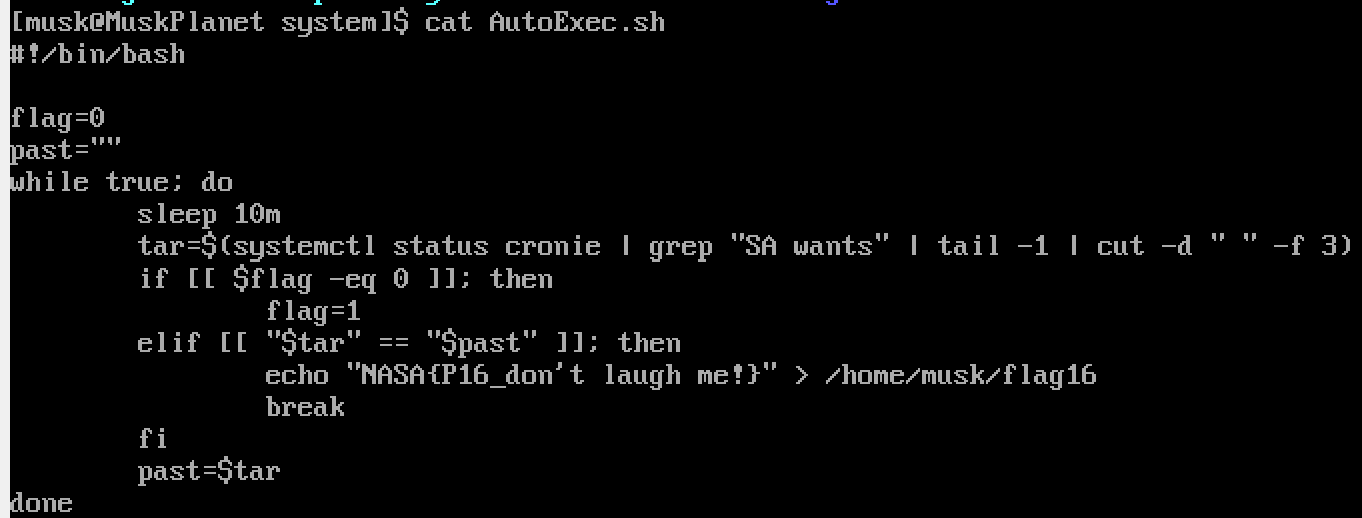 [musk@MuskPlanet system]$ cat AutoExec.sh
#!/bin/bash
flag=0
past=""
while true; do
sleep 10m
tar=$(systemctl status cronie | grep "SA wants" | tail -1 | cut -d " " -f 3)
if [[ $flag -eq 0 ]]; then
flag=1
elif [[ "$tar" == "$past" ]]; then
echo "NASA{P16_don't laugh me!}" > /home/musk/flag16
break
fi
past=$tar
done